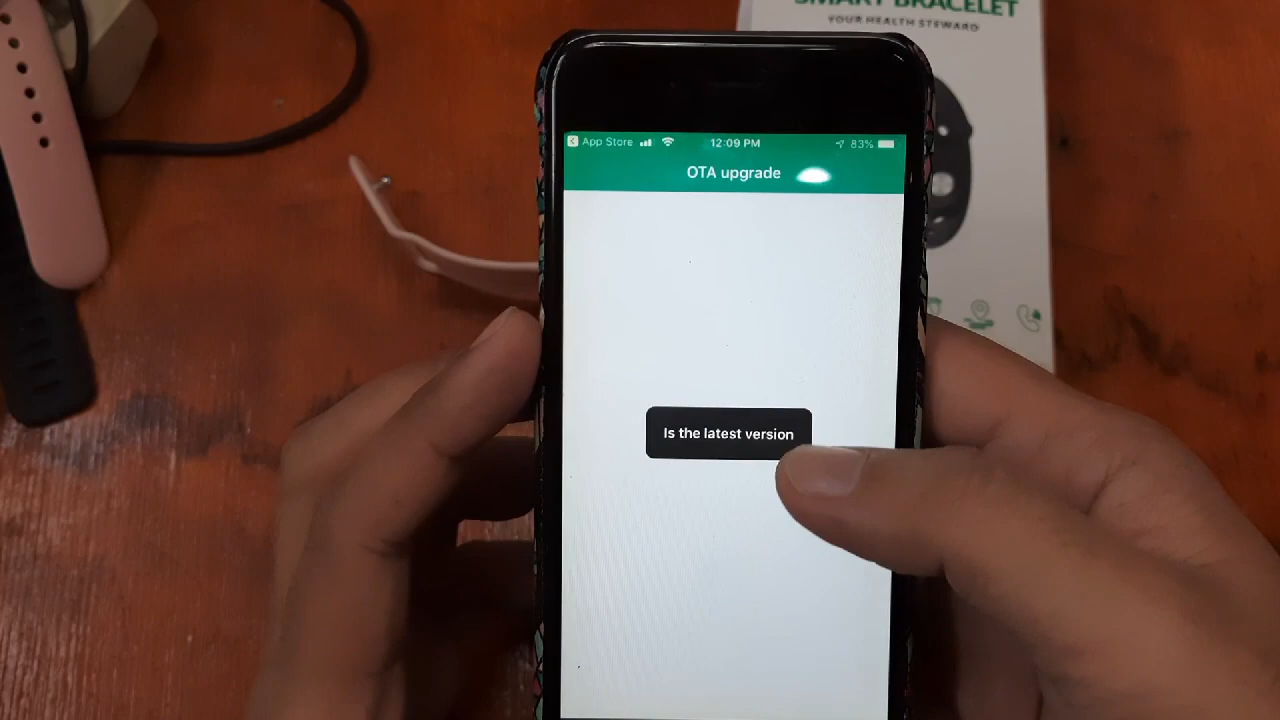 SMART BRACELET
YOUR HEALTH STEWARD
App Store
12:09 PM
83%
OTA upgrade
Is the latest version